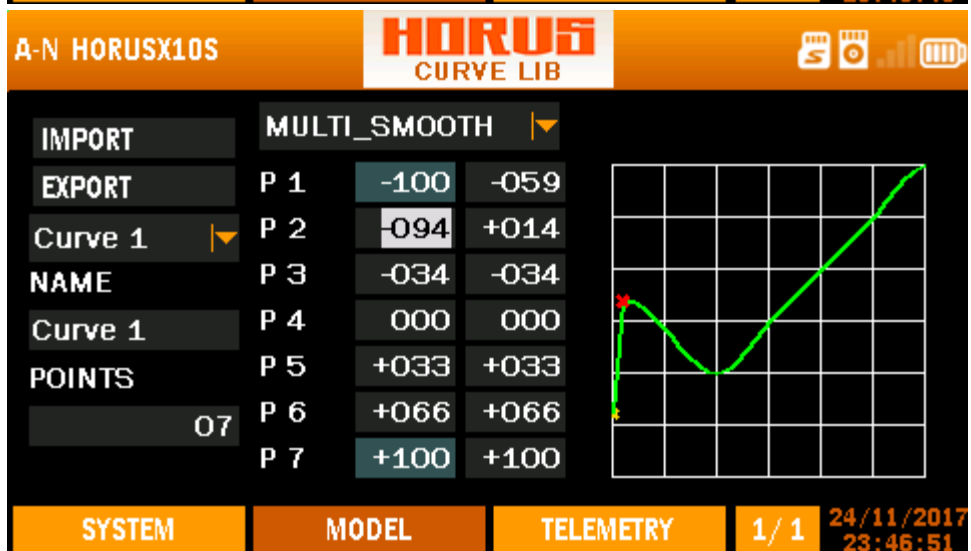 A-N HORUSX10S
HORUS
CURVE LIB
S
IMPORT
EXPORT
Curve 1
NAME
Curve 1
POINTS
07
MULTI_SMOOTH
P 1 -100 -059
P 2 -094 +014
P 3 -034 -034
P 4 000 000
P 5 +033 +033
P 6 +066 +066
P 7 +100 +100
SYSTEM MODEL TELEMETRY 1/1 24/11/2017
23:46:51